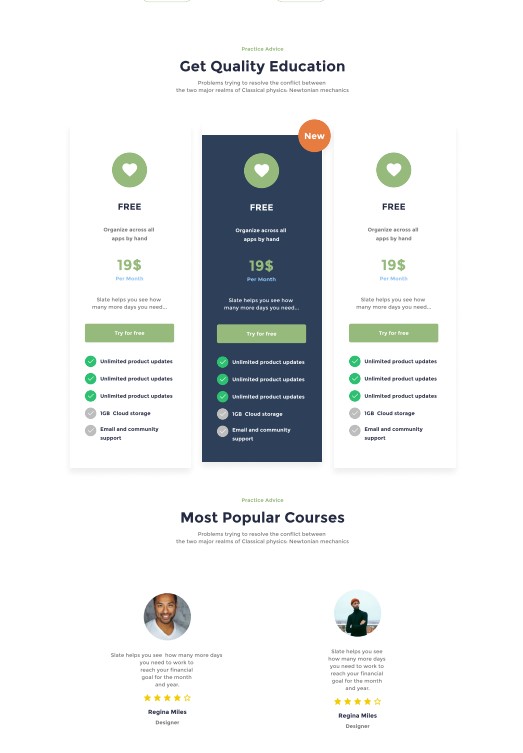 Practice Advice
Get Quality Education
Problems trying to resolve the conflict between
the two major realms of Classical physics: Newtonian mechanics
FREE
Organize across all
apps by hand
19$
Per Month
Slate helps you see how
many more days you need...
Try for free
Unlimited product updates
Unlimited product updates
Unlimited product updates
1GB Cloud storage
Email and community
support
New
FREE
Organize across all
apps by hand
19$
Per Month
Slate helps you see how
many more days you need...
Try for free
Unlimited product updates
Unlimited product updates
Unlimited product updates
1GB Cloud storage
Email and community
support
FREE
Organize across all
apps by hand
19$
Per Month
Slate helps you see how
many more days you need...
Try for free
Unlimited product updates
Unlimited product updates
Unlimited product updates
1GB Cloud storage
Email and community
support
Practice Advice
Most Popular Courses
Problems trying to resolve the conflict between
the two major realms of Classical physics: Newtonian mechanics
Slate helps you see how many more days
you need to work to
reach your financial
goal for the month
and year.
Regina Miles
Designer
Slate helps you see
how many more days
you need to work to
reach your financial
goal for the month
and year.
Regina Miles
Designer